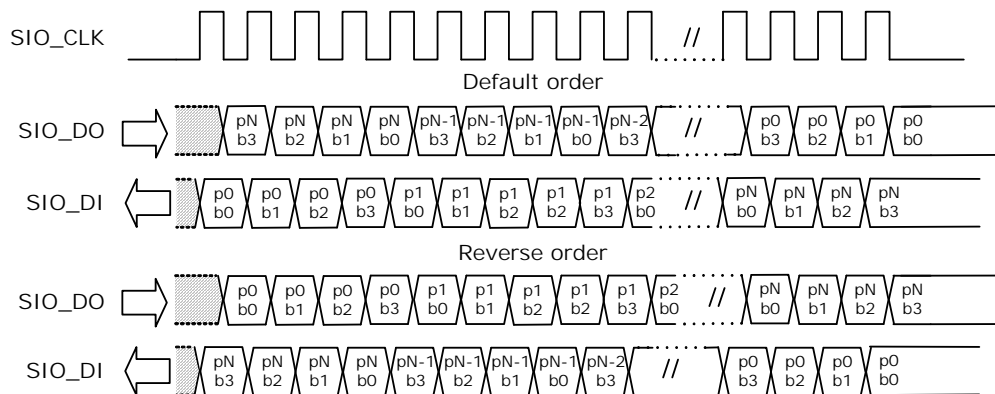 SIO_CLK //
Default order
SIO_DO
pN pN pN pN pN-1 pN-1 pN-1 pN-1 pN-2 // p0 p0 p0 p0
b3 b2 b1 b0 b3 b2 b1 b0 b3 b3 b2 b1 b0
SIO_DI
p0 p0 p0 p0 p1 p1 p1 p1 p1 p2 // pN pN pN pN
b0 b1 b2 b3 b0 b1 b2 b2 b3 b0 b0 b1 b2 b3
Reverse order
SIO_DO
p0 p0 p0 p0 p1 p1 p1 p1 p1 p2 // pN pN pN pN
b0 b1 b2 b3 b0 b1 b2 b2 b3 b0 b0 b1 b2 b3
SIO_DI
pN pN pN pN pN-1 pN-1 pN-1 pN-1 pN-2 // p0 p0 p0 p0
b3 b2 b1 b0 b3 b2 b1 b0 b3 b3 b2 b1 b0